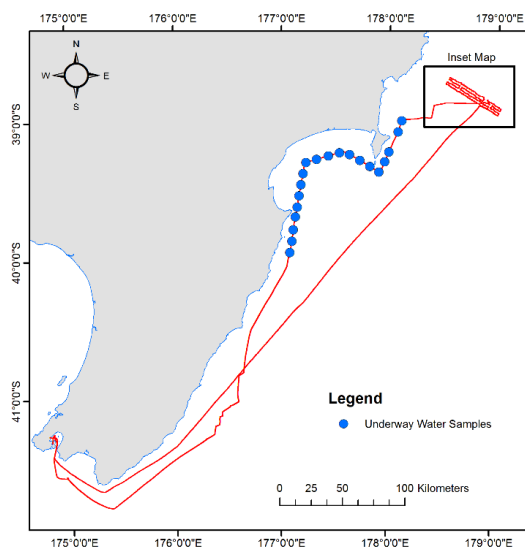 175°0'0"E 176°0'0"E 177°0'0"E 178°0'0"E 179°0'0"E
N
W E
S
Inset Map
39°0'0"S
40°0'0"S
41°0'0"S
Legend
Underway Water Samples
0 25 50 100 Kilometers
175°0'0"E 176°0'0"E 177°0'0"E 178°0'0"E 179°0'0"E